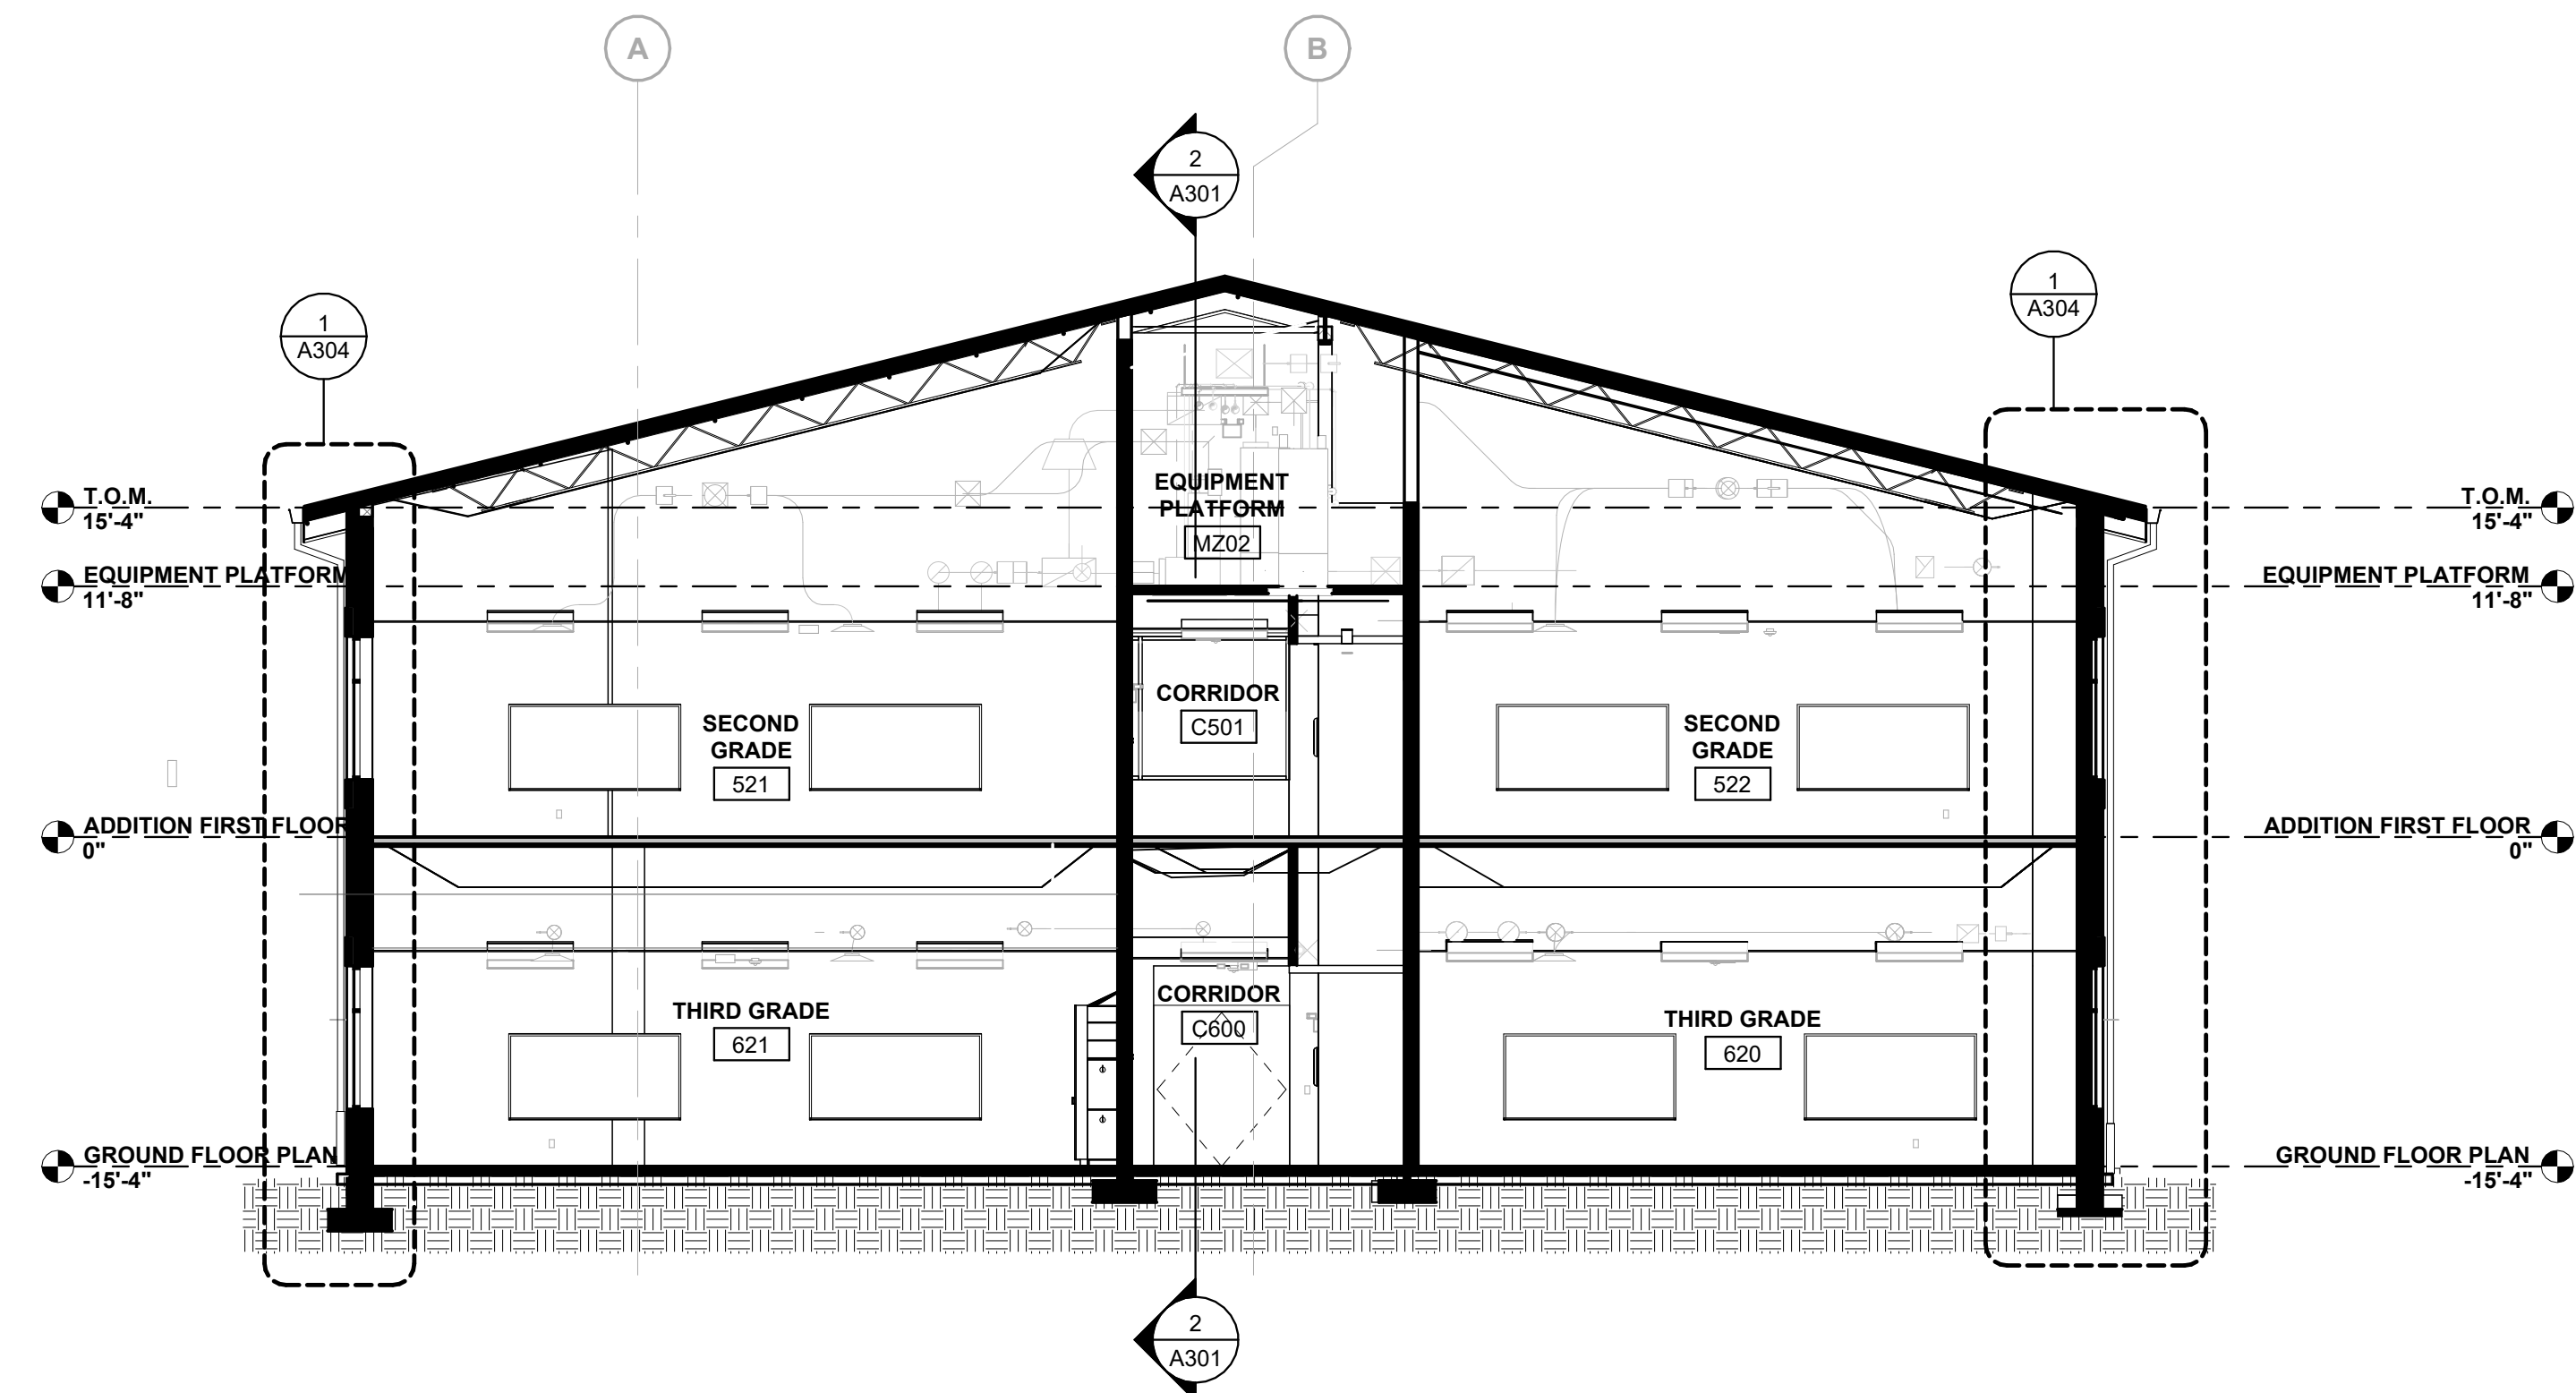 A
B
2
A301
1
A304
1
A304
T.O.M.
15'-4"
EQUIPMENT
PLATFORM
MZ02
T.O.M.
15'-4"
EQUIPMENT PLATFORM
11'-8"
EQUIPMENT PLATFORM
11'-8"
SECOND
GRADE
521
CORRIDOR
C501
SECOND
GRADE
522
ADDITION FIRST FLOOR
0"
ADDITION FIRST FLOOR
0"
THIRD GRADE
621
CORRIDOR
C600
THIRD GRADE
620
GROUND FLOOR PLAN
-15'-4"
GROUND FLOOR PLAN
-15'-4"
2
A301